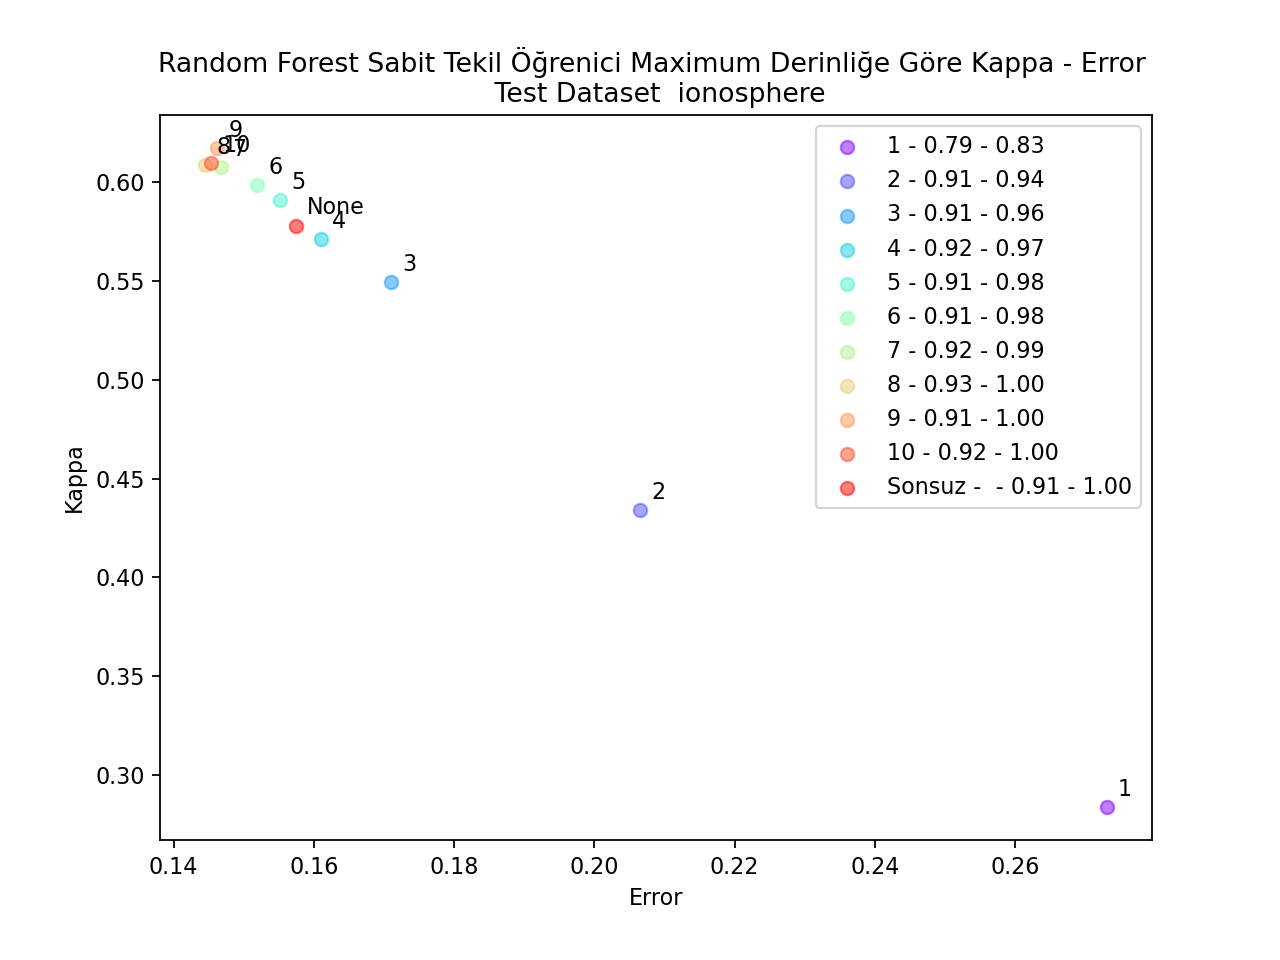 Random Forest Sabit Tekil Öğrenici Maximum Derinliğe Göre Kappa - Error
Test Dataset  ionosphere
9
10
8
7
6
5
None
4
3
2
1
1 - 0.79 - 0.83
2 - 0.91 - 0.94
3 - 0.91 - 0.96
4 - 0.92 - 0.97
5 - 0.91 - 0.98
6 - 0.91 - 0.98
7 - 0.92 - 0.99
8 - 0.93 - 1.00
9 - 0.91 - 1.00
10 - 0.92 - 1.00
Sonsuz -  - 0.91 - 1.00
Kappa
0.60
0.55
0.50
0.45
0.40
0.35
0.30
0.14 0.16 0.18 0.20 0.22 0.24 0.26
Error